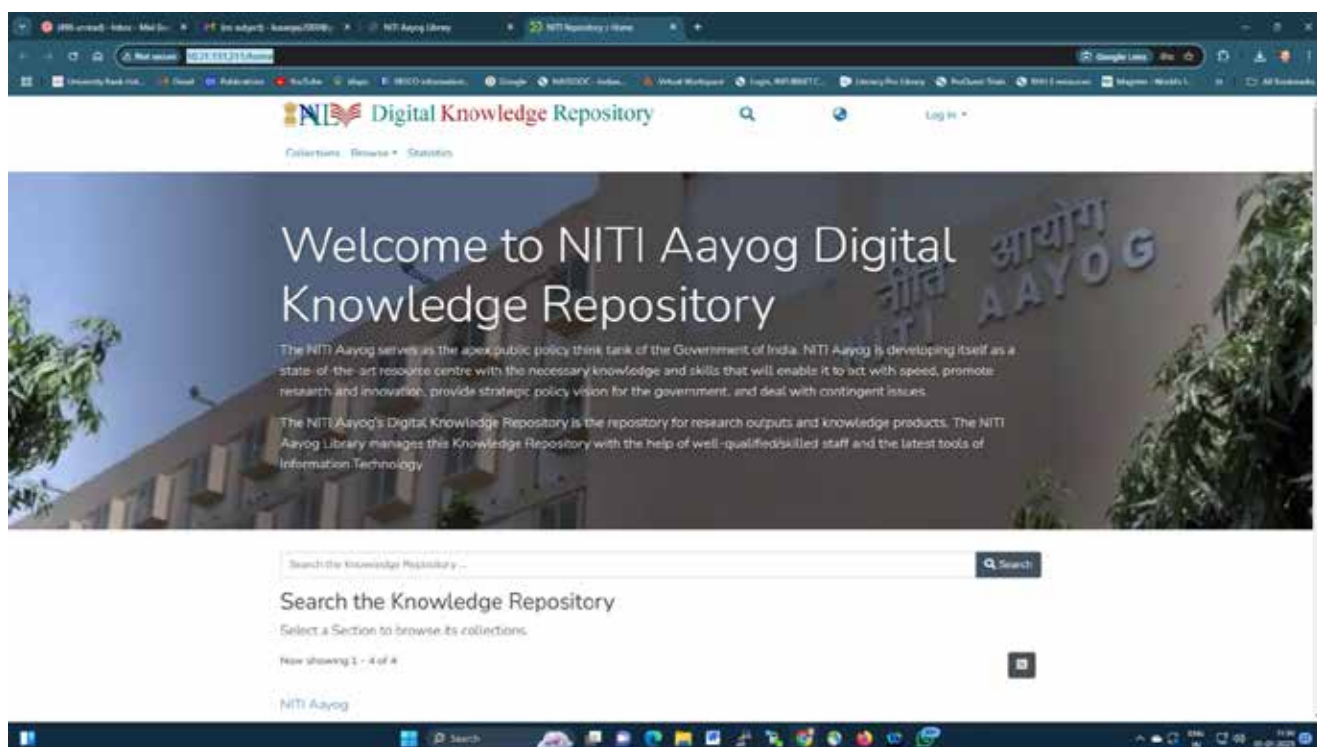 NITI Aayog Library
NITI Repository :: Home
Not secure
Digital Knowledge Repository
Log In
Collections Browse Statistics
नीति आयोग
NITI AAYOG
Welcome to NITI Aayog Digital
Knowledge Repository
The NITI Aayog serves as the apex public policy think tank of the Government of India. NITI Aayog is developing itself as a
state-of-the-art resource centre with the necessary knowledge and skills that will enable it to act with speed, promote
research and innovation, provide strategic policy vision for the government, and deal with contingent issues.
The NITI Aayog's Digital Knowledge Repository is the repository for research outputs and knowledge products. The NITI
Aayog Library manages this Knowledge Repository with the help of well-qualified/skilled staff and the latest tools of
Information Technology
Search the Knowledge Repository ...
Search
Search the Knowledge Repository
Select a Section to browse its collections.
Now showing 1 - 4 of 4
NITI Aayog
Search